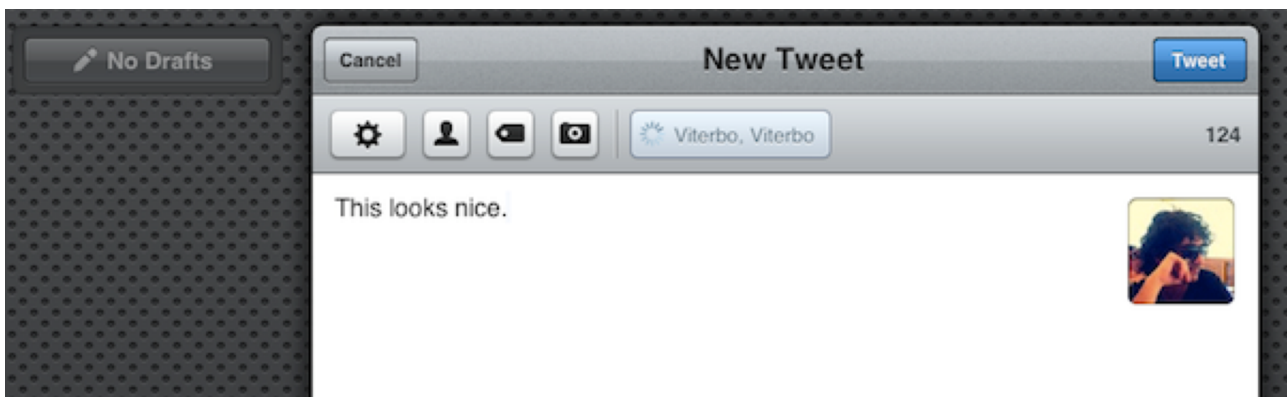 No Drafts
Cancel
New Tweet
Tweet
Viterbo, Viterbo
124
This looks nice.